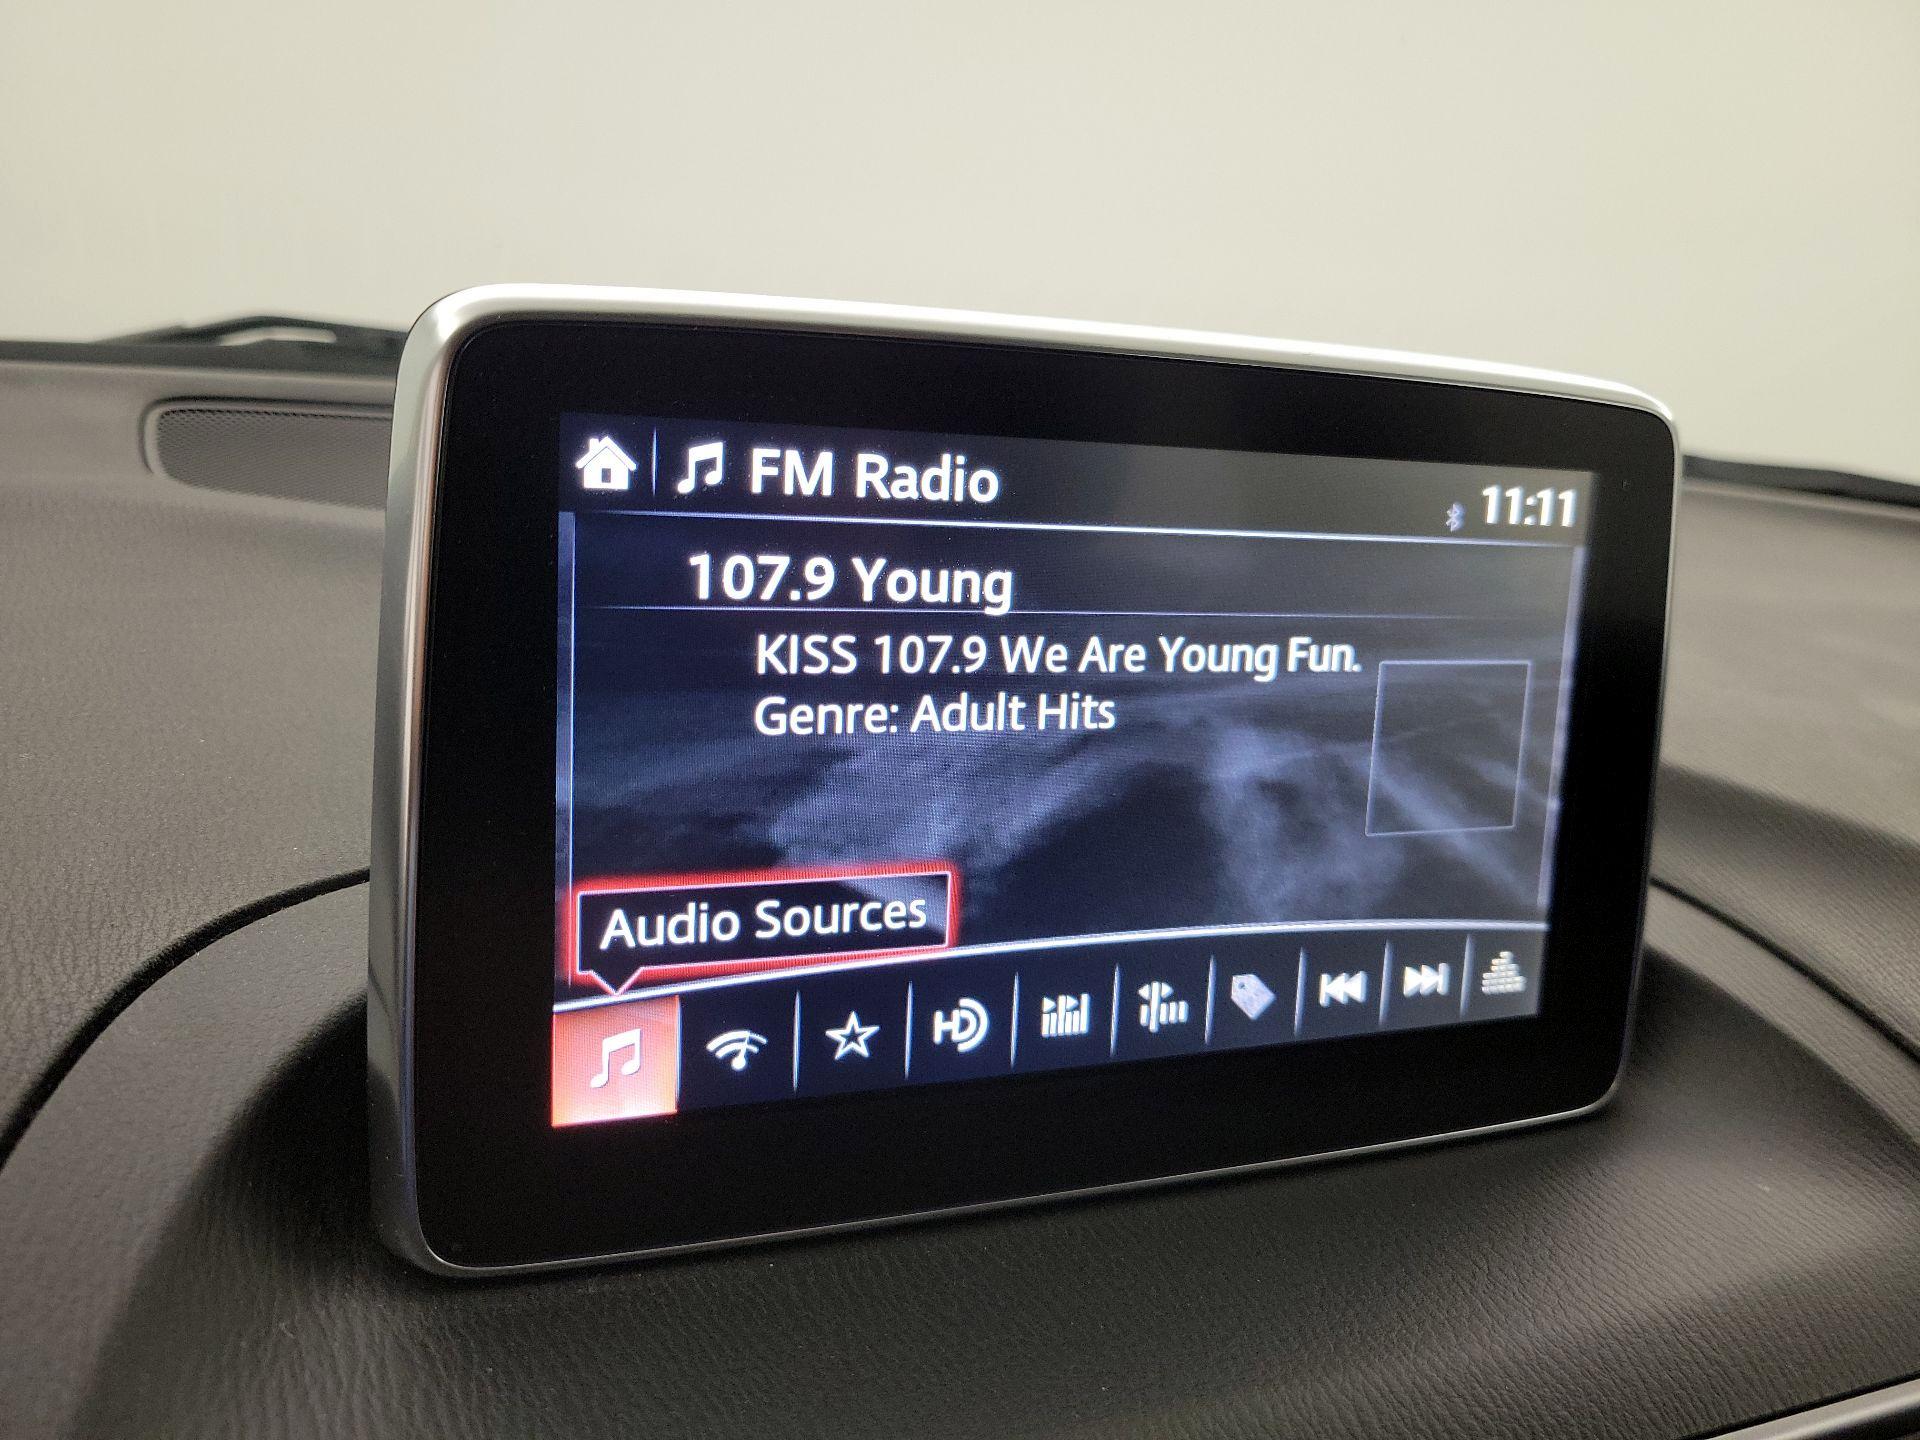 FM Radio
11:11
107.9 Young
KISS 107.9 We Are Young Fun.
Genre: Adult Hits
Audio Sources
HD